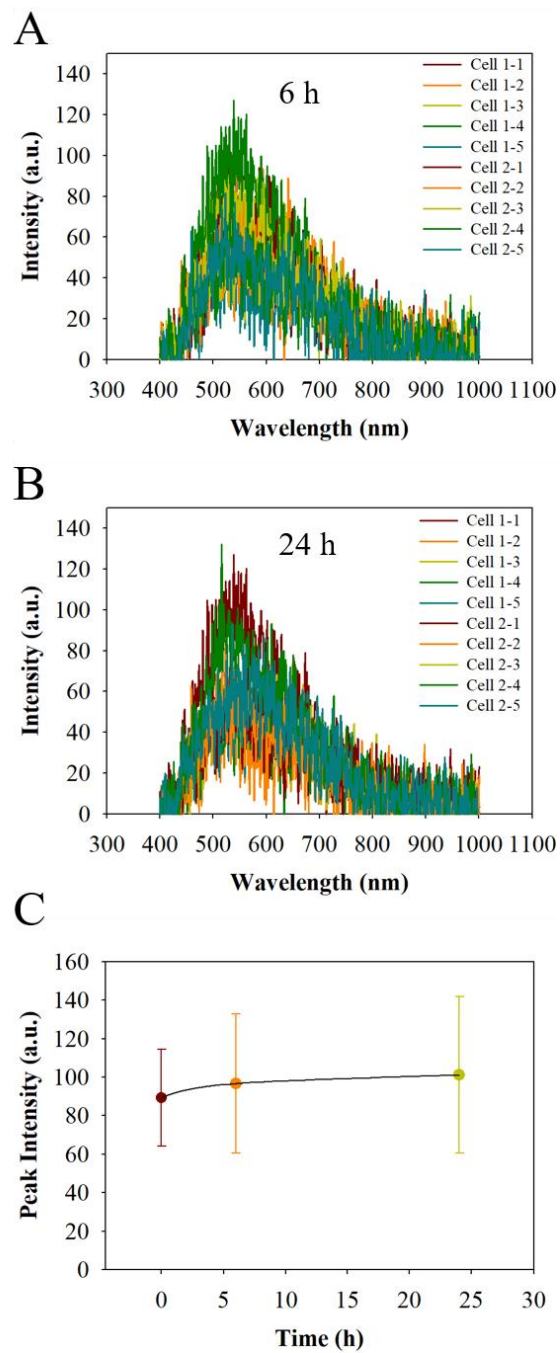 A
140
120
100
80
60
40
20
0
Intensity (a.u.)
6 h
Cell 1-1
Cell 1-2
Cell 1-3
Cell 1-4
Cell 1-5
Cell 2-1
Cell 2-2
Cell 2-3
Cell 2-4
Cell 2-5
300 400 500 600 700 800 900 1000 1100
Wavelength (nm)
B
140
120
100
80
60
40
20
0
Intensity (a.u.)
24 h
Cell 1-1
Cell 1-2
Cell 1-3
Cell 1-4
Cell 1-5
Cell 2-1
Cell 2-2
Cell 2-3
Cell 2-4
Cell 2-5
300 400 500 600 700 800 900 1000 1100
Wavelength (nm)
C
160
140
120
100
80
60
40
20
0
Peak Intensity (a.u.)
0 5 10 15 20 25 30
Time (h)